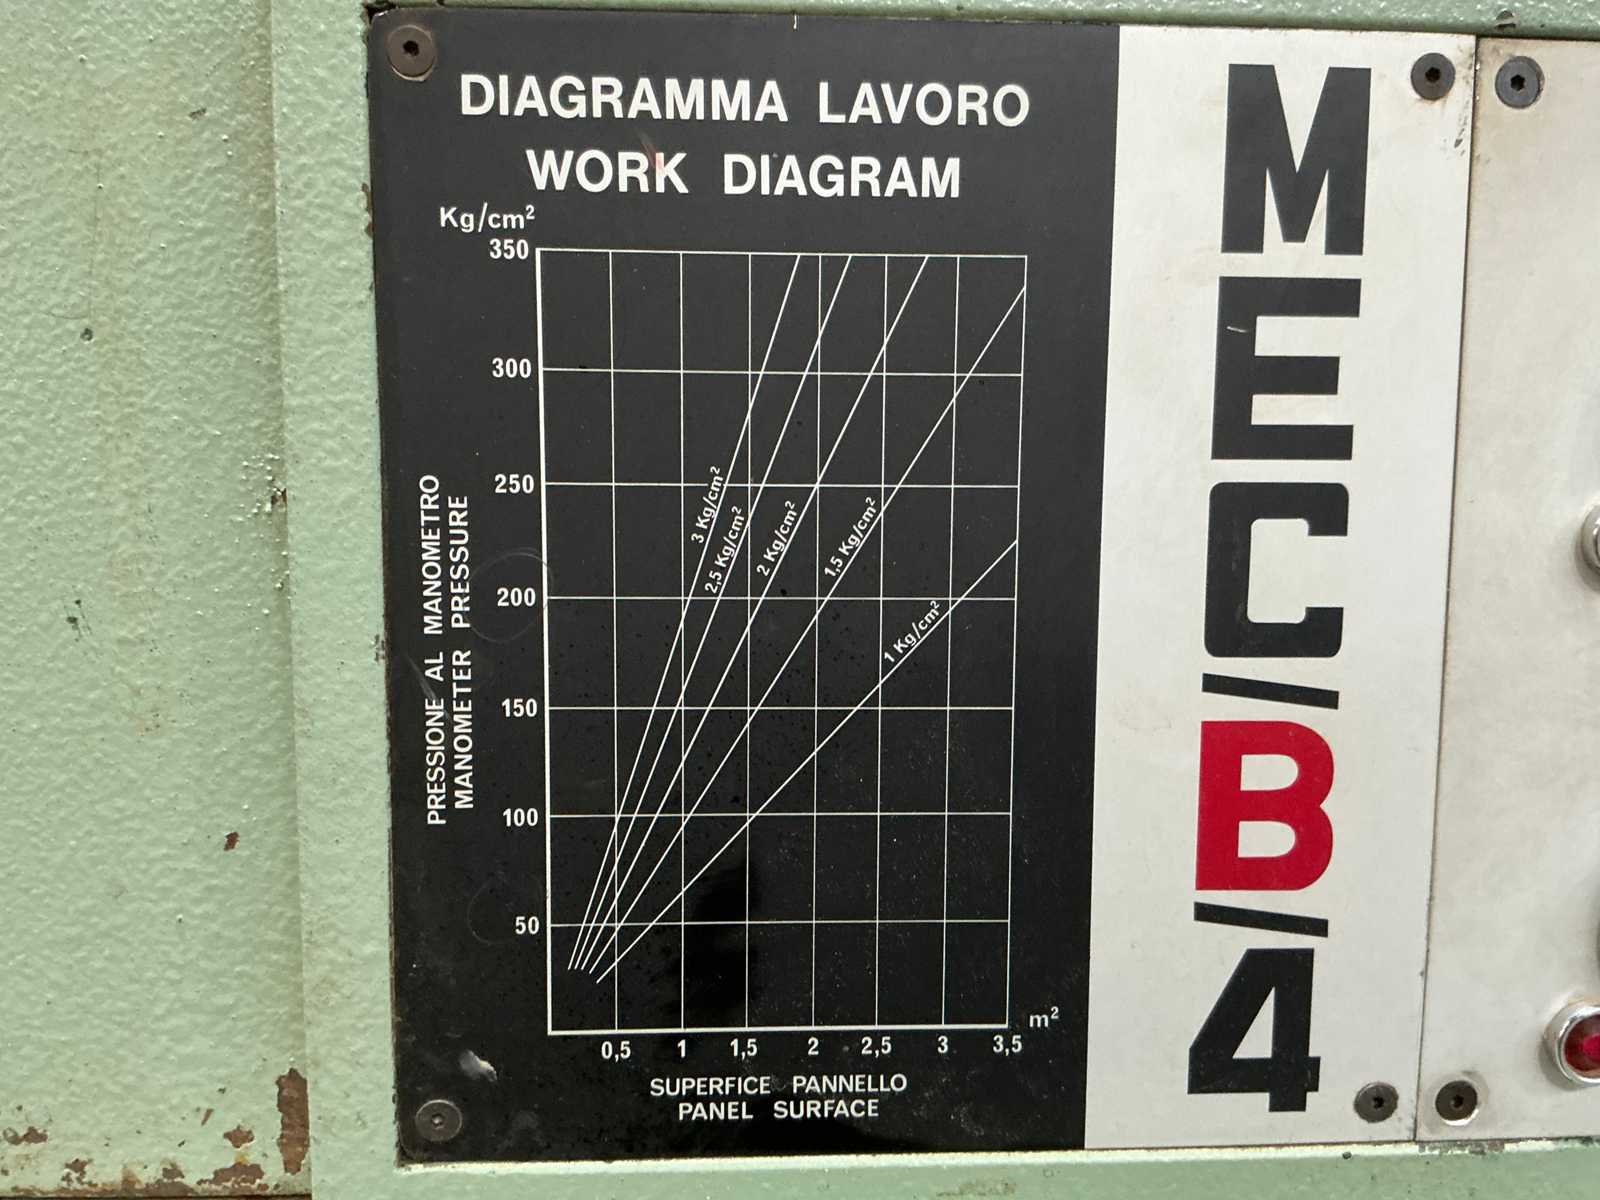 DIAGRAMMA LAVORO
WORK DIAGRAM
Kg/cm²
350
300
250
200
150
100
50
3 Kg/cm²
2,5 Kg/cm²
2 Kg/cm²
1,5 Kg/cm²
1 Kg/cm²
PRESSIONE AL MANOMETRO
MANOMETER PRESSURE
m²
0,5 1 1,5 2 2,5 3 3,5
SUPERFICE PANNELLO
PANEL SURFACE
MEC/B/4